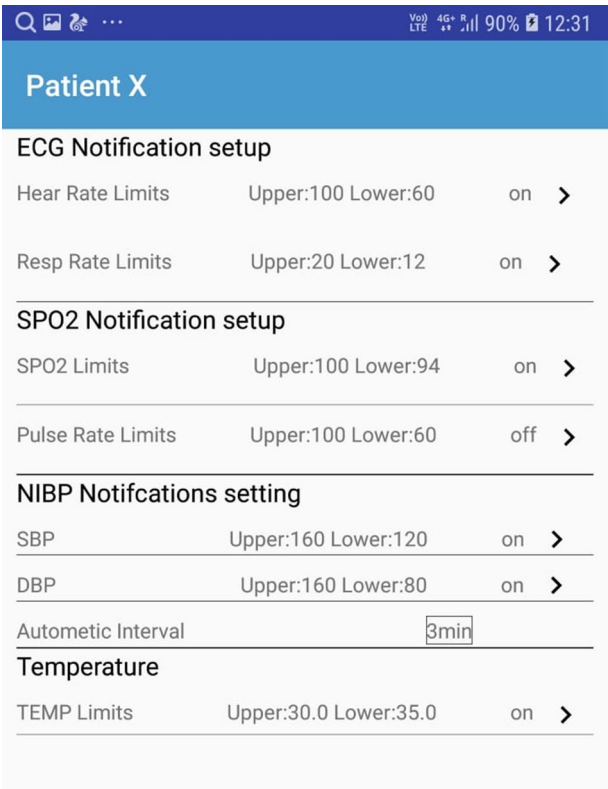 VoI) LTE 4G+ R 90% 12:31
Patient X
ECG Notification setup
Hear Rate Limits Upper:100 Lower:60 on
Resp Rate Limits Upper:20 Lower:12 on
SPO2 Notification setup
SPO2 Limits Upper:100 Lower:94 on
Pulse Rate Limits Upper:100 Lower:60 off
NIBP Notifcations setting
SBP Upper:160 Lower:120 on
DBP Upper:160 Lower:80 on
Autometic Interval 3min
Temperature
TEMP Limits Upper:30.0 Lower:35.0 on